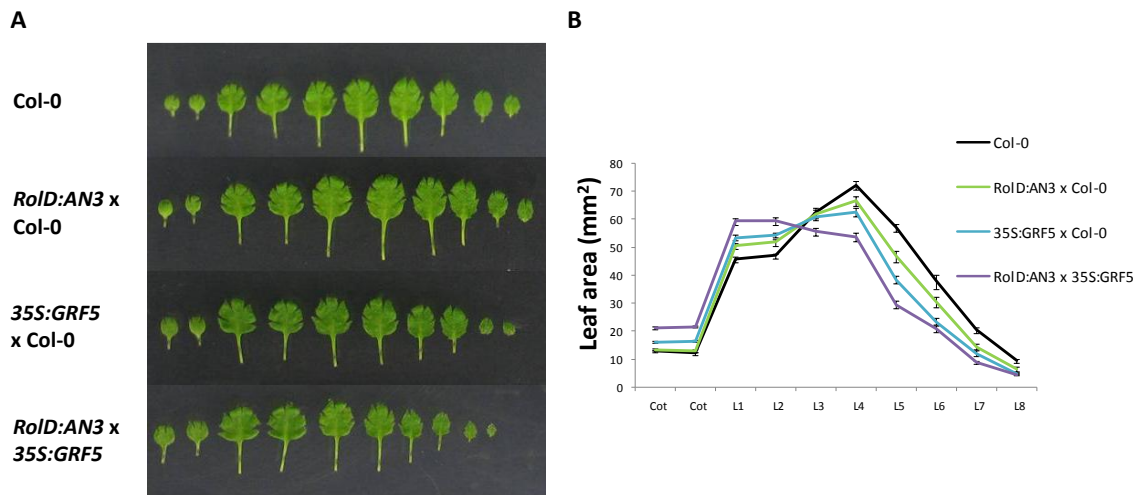 A
Col-0
RolD:AN3 x
Col-0
35S:GRF5
x Col-0
RolD:AN3 x
35S:GRF5
B
Leaf area (mm²)
80
70
60
50
40
30
20
10
0
Cot Cot L1 L2 L3 L4 L5 L6 L7 L8
Col-0
RolD:AN3 x Col-0
35S:GRF5 x Col-0
RolD:AN3 x 35S:GRF5